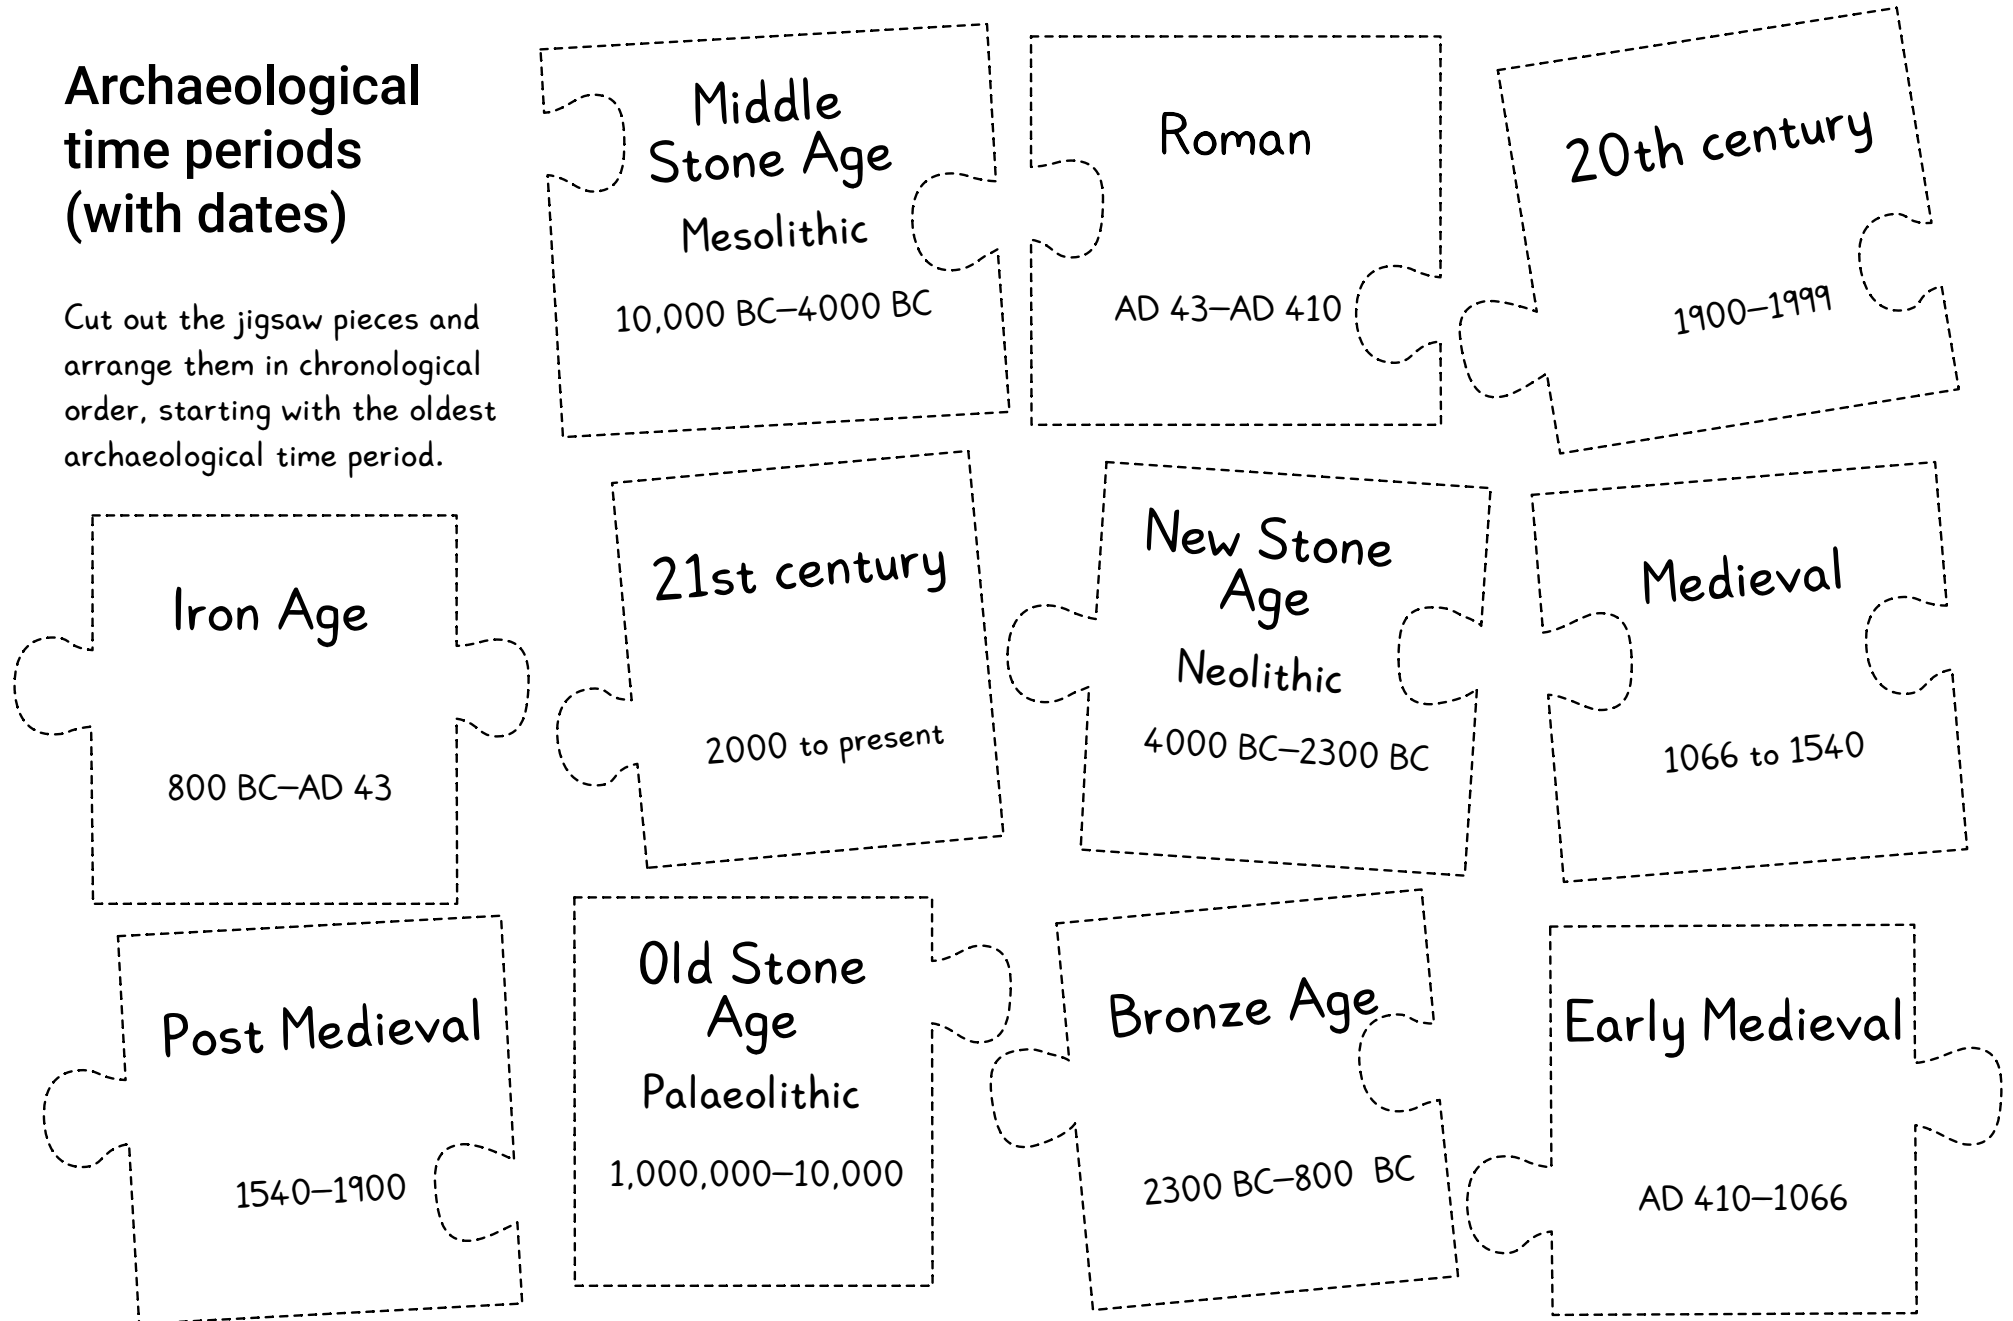 Archaeological
time periods
(with dates)
Cut out the jigsaw pieces and
arrange them in chronological
order, starting with the oldest
archaeological time period.
Middle
Stone Age
Mesolithic
10,000 BC–4000 BC
Roman
AD 43–AD 410
20th century
1900–1999
Iron Age
800 BC–AD 43
21st century
2000 to present
New Stone
Age
Neolithic
4000 BC–2300 BC
Medieval
1066 to 1540
Post Medieval
1540–1900
Old Stone
Age
Palaeolithic
1,000,000–10,000
Bronze Age
2300 BC–800  BC
Early Medieval
AD 410–1066